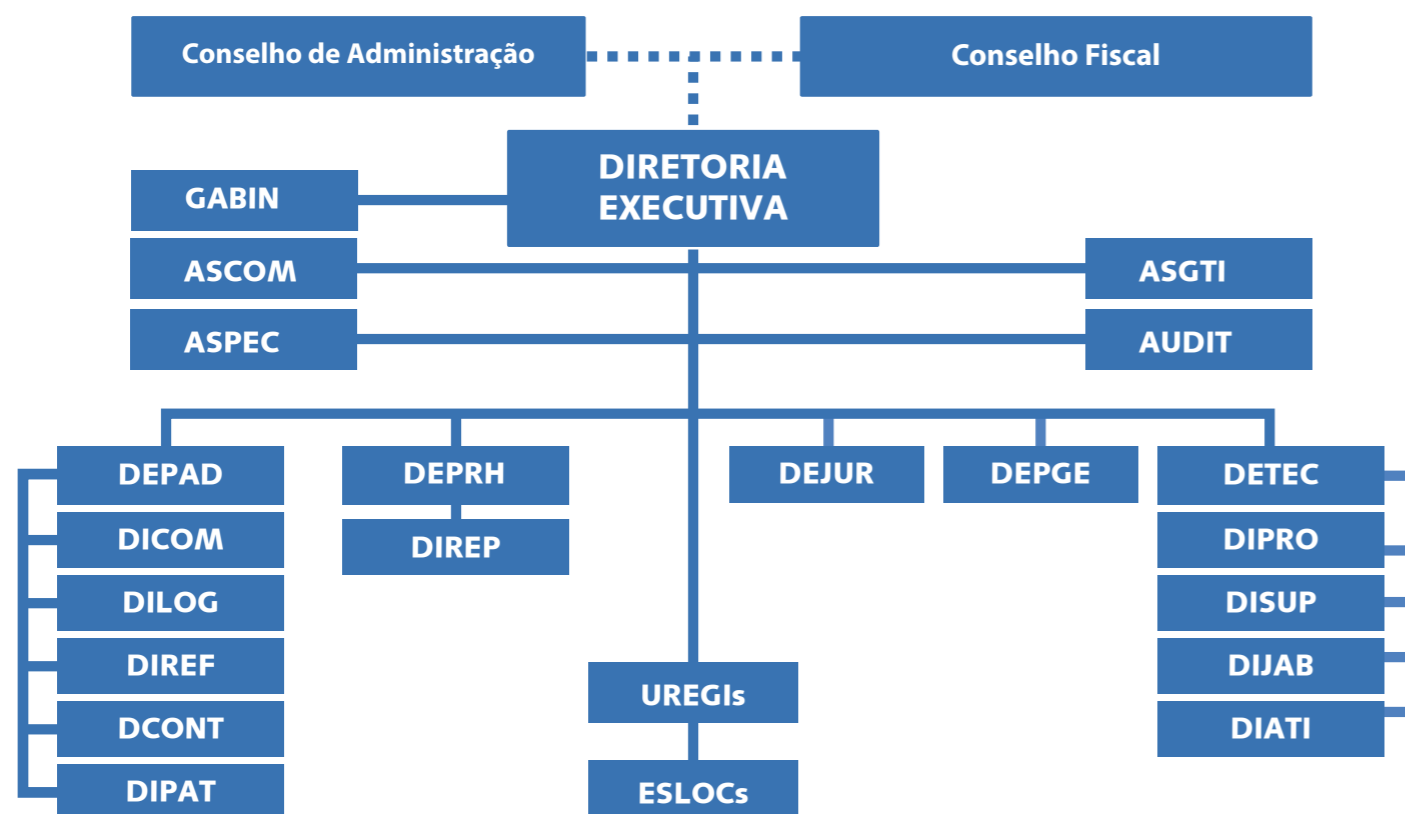 Conselho de Administração
Conselho Fiscal
DIRETORIA
EXECUTIVA
GABIN
ASCOM
ASGTI
ASPEC
AUDIT
DEPAD
DEPRH
DEJUR
DEPGE
DETEC
DICOM
DIREP
DIPRO
DILOG
DISUP
DIREF
DIJAB
UREGIs
DCONT
DIATI
DIPAT
ESLOCs